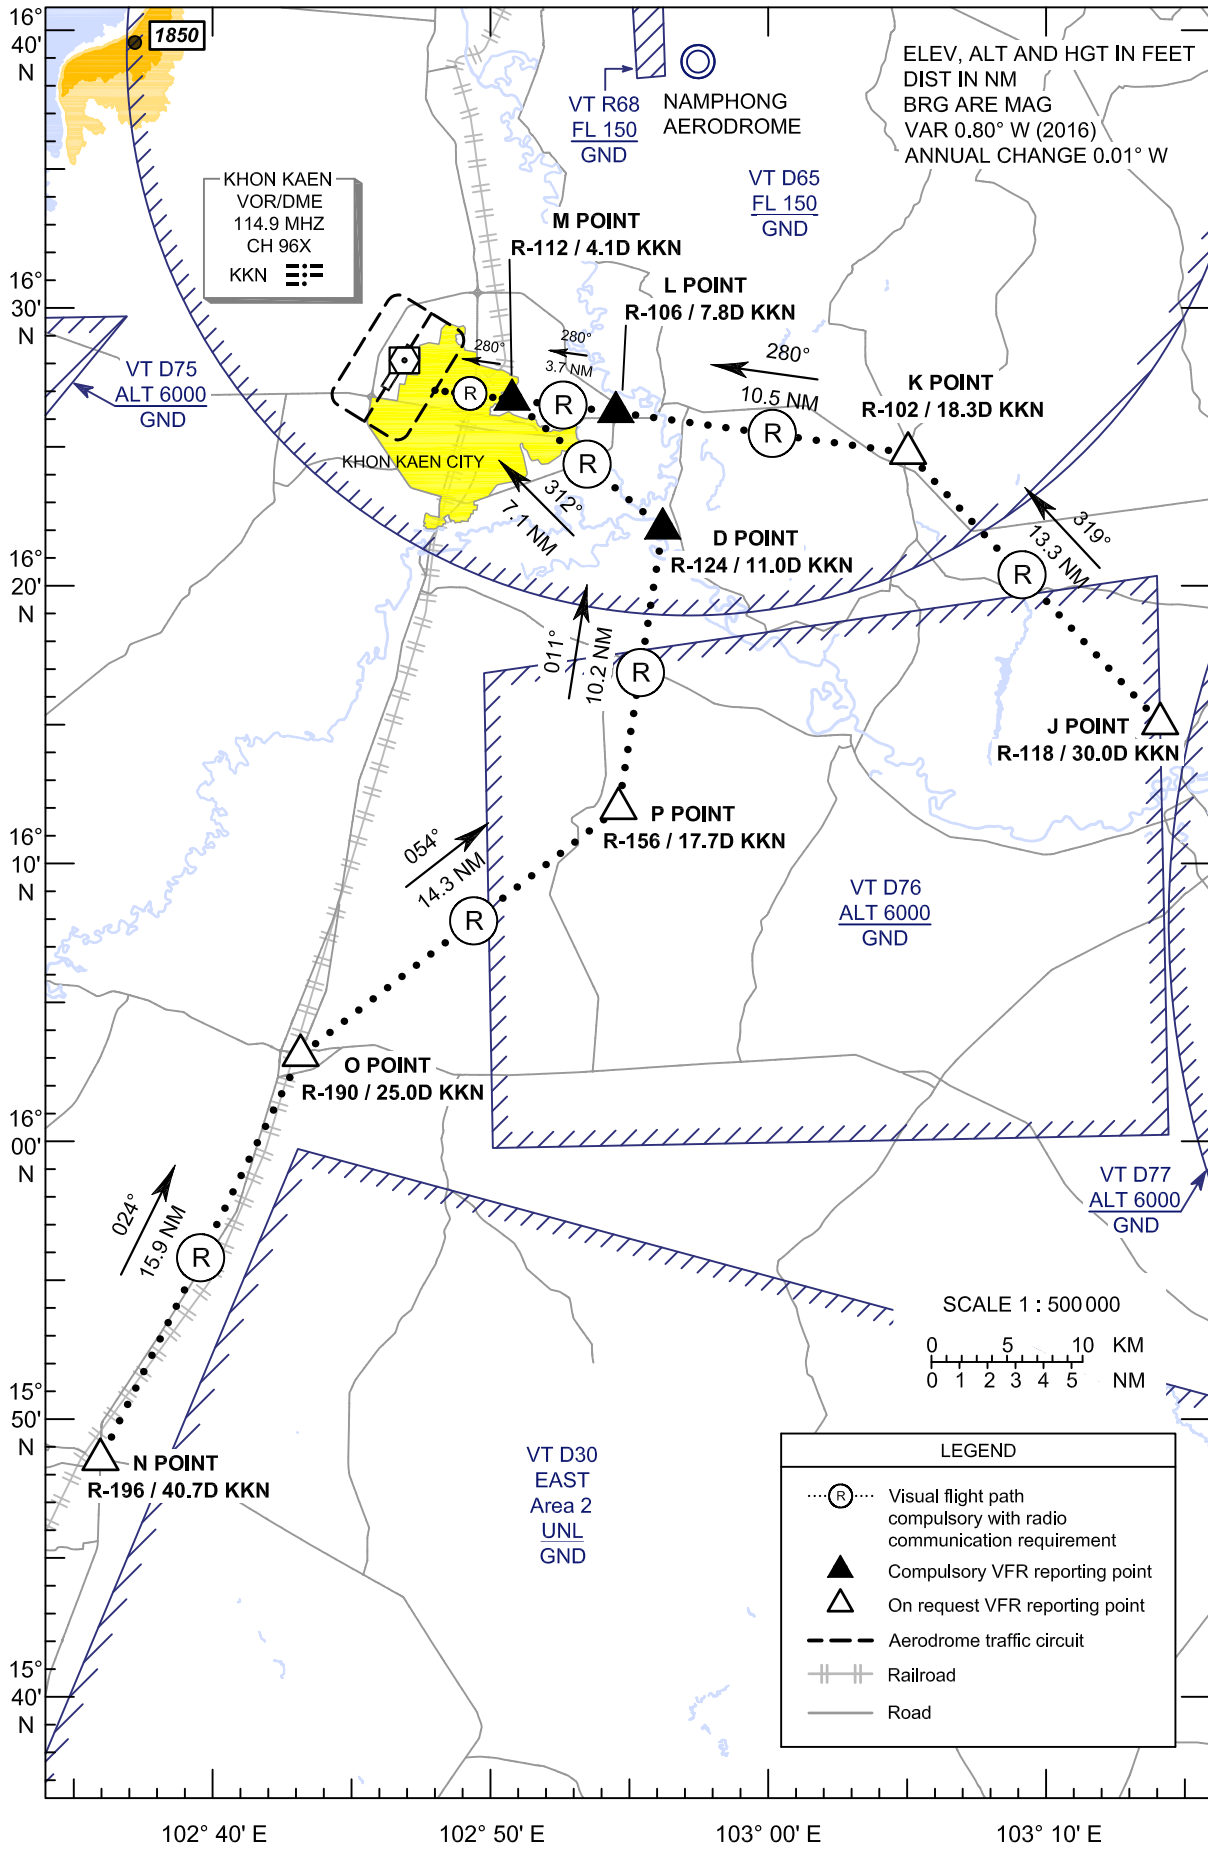 16°
40'
N
1850
ELEV, ALT AND HGT IN FEET
DIST IN NM
BRG ARE MAG
VAR 0.80° W (2016)
ANNUAL CHANGE 0.01° W
VT R68
FL 150
GND
NAMPHONG
AERODROME
VT D65
FL 150
GND
KHON KAEN
VOR/DME
114.9 MHZ
CH 96X
KKN
M POINT
R-112 / 4.1D KKN
L POINT
R-106 / 7.8D KKN
16°
30'
N
VT D75
ALT 6000
GND
280°
280°
3.7 NM
280°
10.5 NM
K POINT
R-102 / 18.3D KKN
R
R
R
KHON KAEN CITY
R
312°
7.1 NM
D POINT
R-124 / 11.0D KKN
319°
13.3 NM
R
16°
20'
N
011°
10.2 NM
R
J POINT
R-118 / 30.0D KKN
P POINT
R-156 / 17.7D KKN
16°
10'
N
054°
14.3 NM
R
VT D76
ALT 6000
GND
O POINT
R-190 / 25.0D KKN
16°
00'
N
024°
15.9 NM
R
VT D77
ALT 6000
GND
SCALE 1 : 500 000
0 5 10 KM
0 1 2 3 4 5 NM
15°
50'
N
N POINT
R-196 / 40.7D KKN
VT D30
EAST
Area 2
UNL
GND
LEGEND
R Visual flight path
compulsory with radio
communication requirement
Compulsory VFR reporting point
On request VFR reporting point
Aerodrome traffic circuit
Railroad
Road
15°
40'
N
102° 40' E
102° 50' E
103° 00' E
103° 10' E